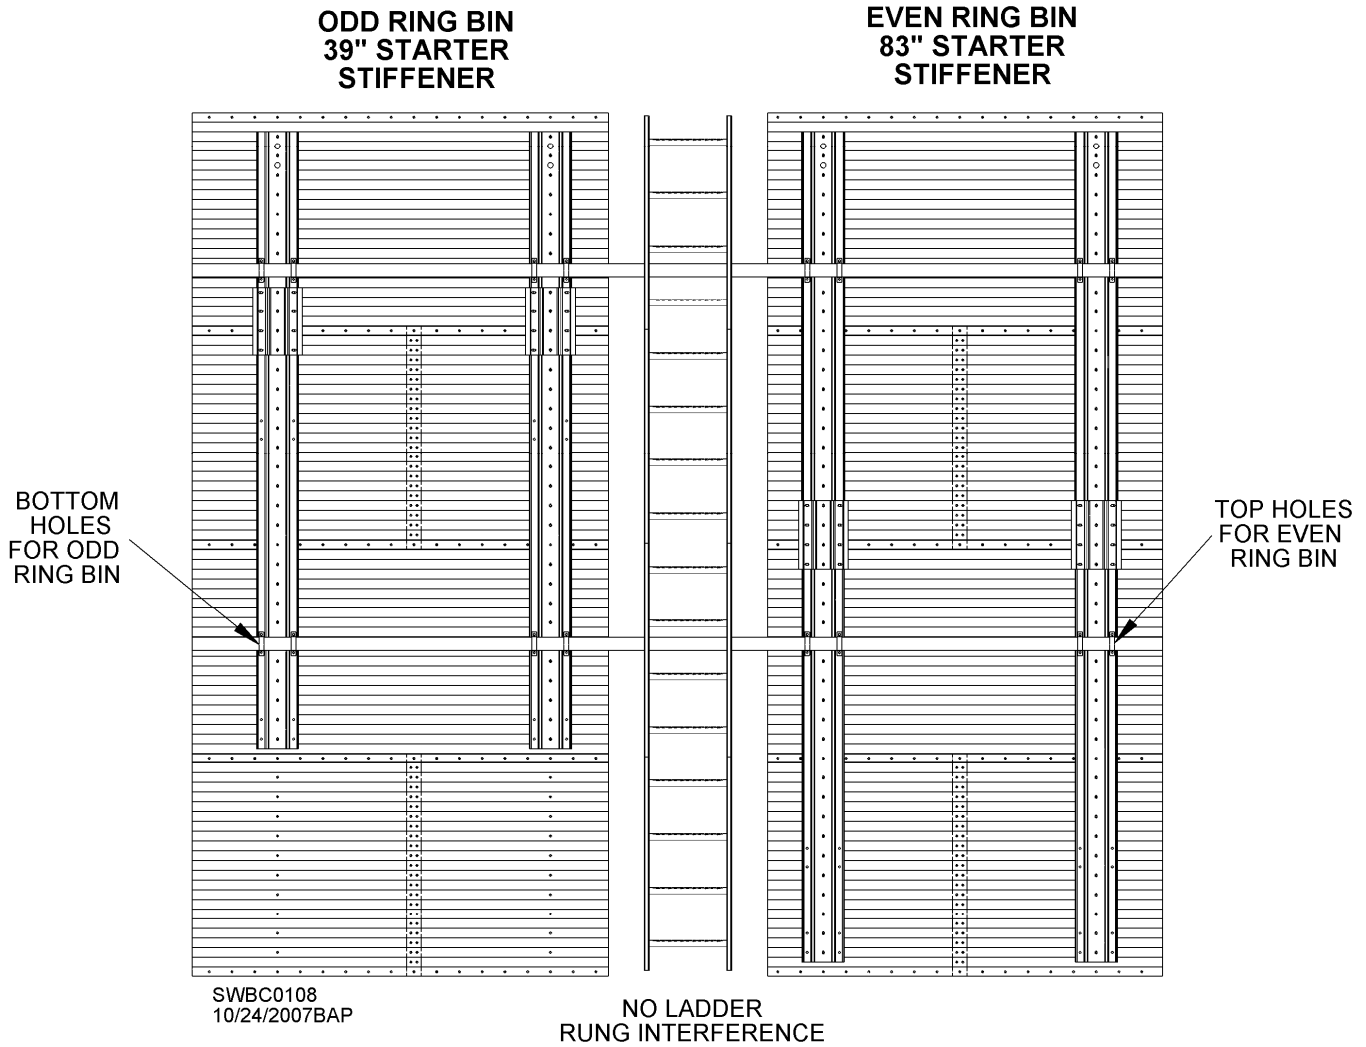 ODD RING BIN
39" STARTER
STIFFENER
EVEN RING BIN
83" STARTER
STIFFENER
BOTTOM
HOLES
FOR ODD
RING BIN
TOP HOLES
FOR EVEN
RING BIN
SWBC0108
10/24/2007BAP
NO LADDER
RUNG INTERFERENCE